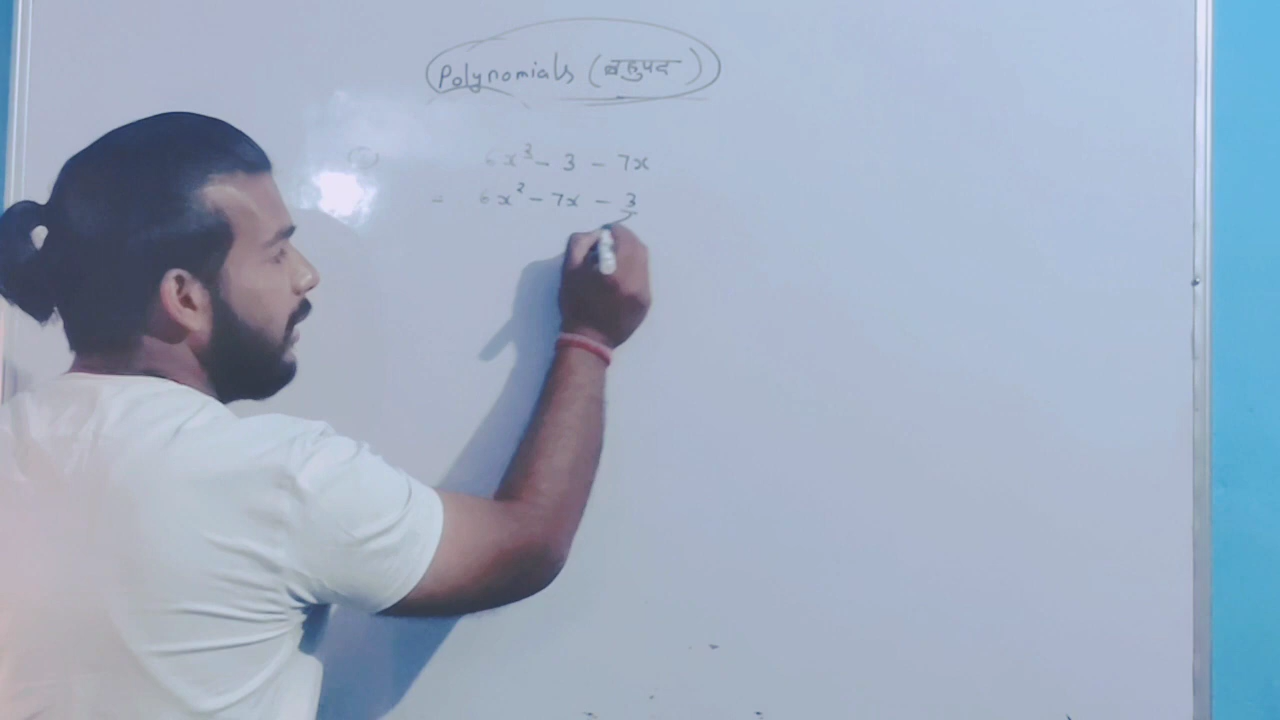 Polynomials (बहुपद)
6x³ - 3 - 7x
= 6x² - 7x - 3